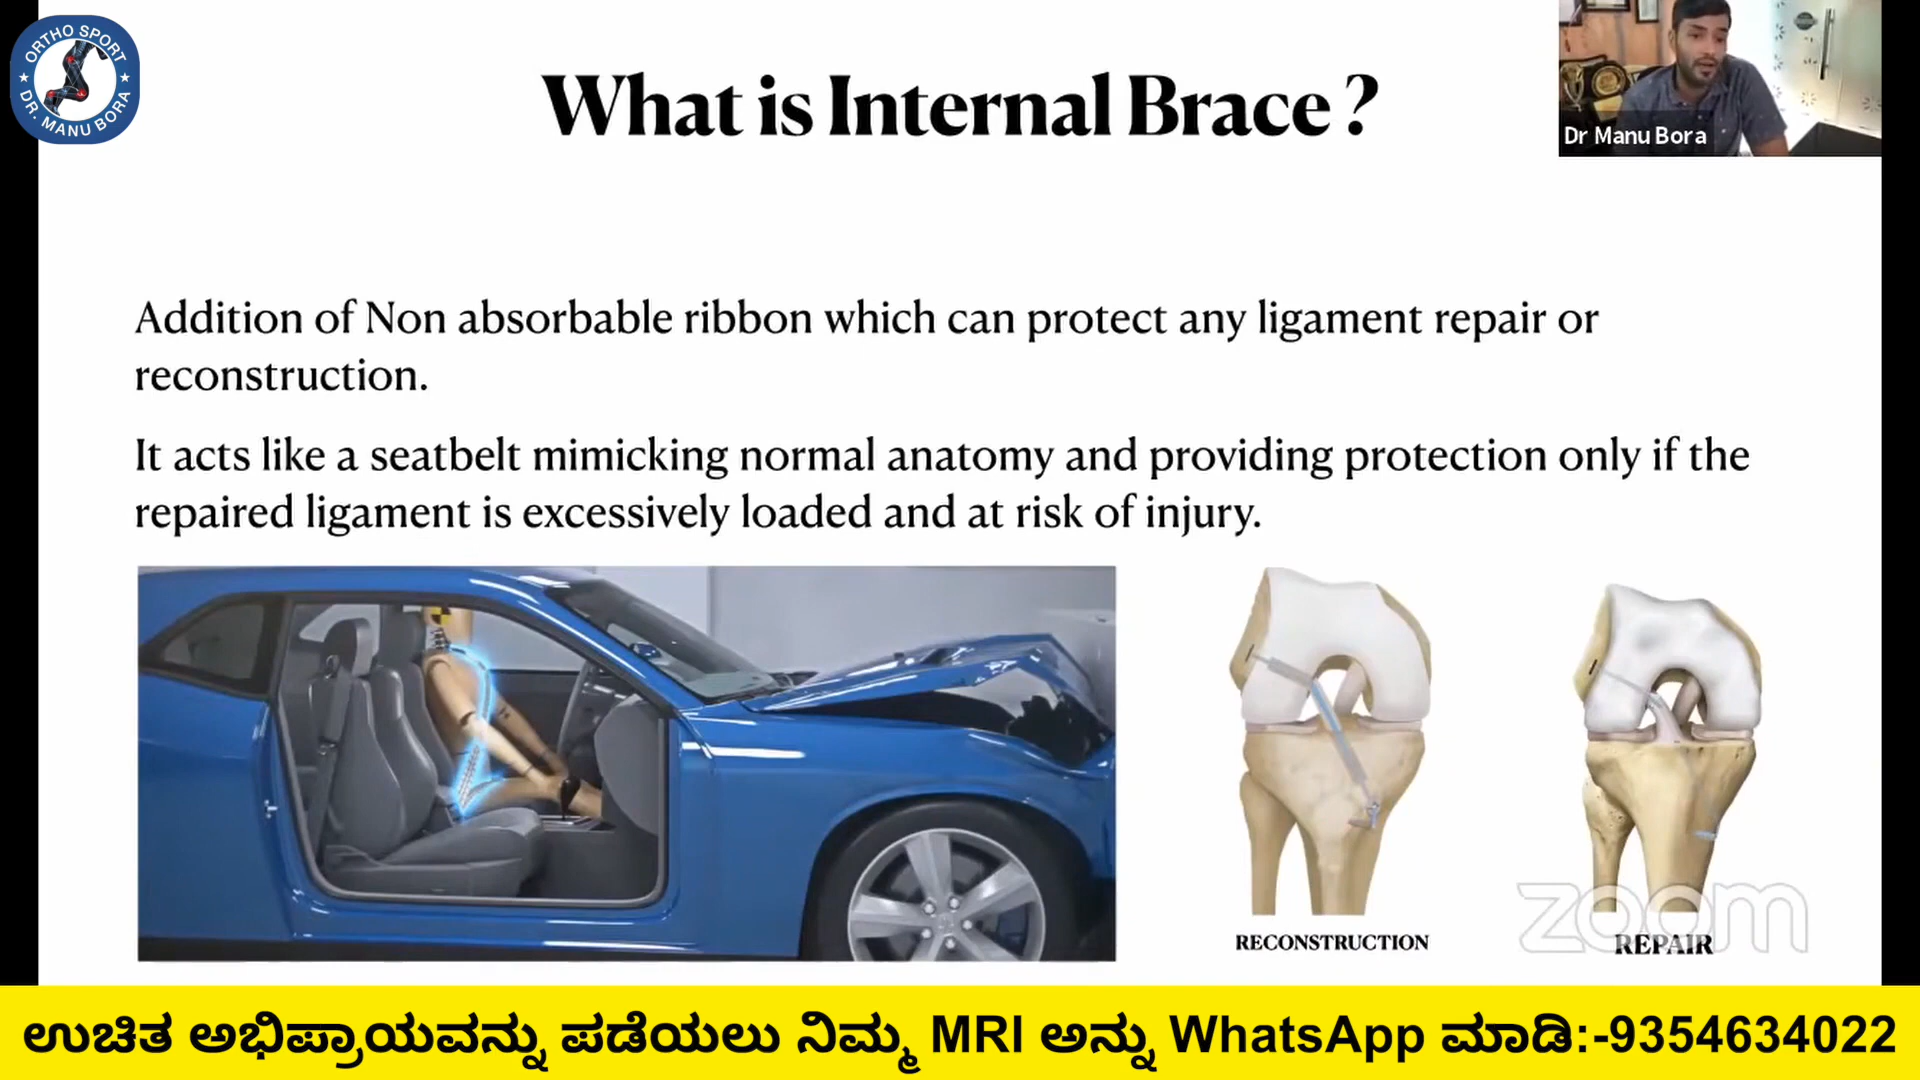 ORTHO SPORT
DR. MANU BORA
What is Internal Brace ?
Dr Manu Bora
Addition of Non absorbable ribbon which can protect any ligament repair or
reconstruction.
It acts like a seatbelt mimicking normal anatomy and providing protection only if the
repaired ligament is excessively loaded and at risk of injury.
RECONSTRUCTION
zoom
REPAIR
ಉಚಿತ ಅಭಿಪ್ರಾಯವನ್ನು ಪಡೆಯಲು ನಿಮ್ಮ MRI ಅನ್ನು WhatsApp ಮಾಡಿ:-9354634022